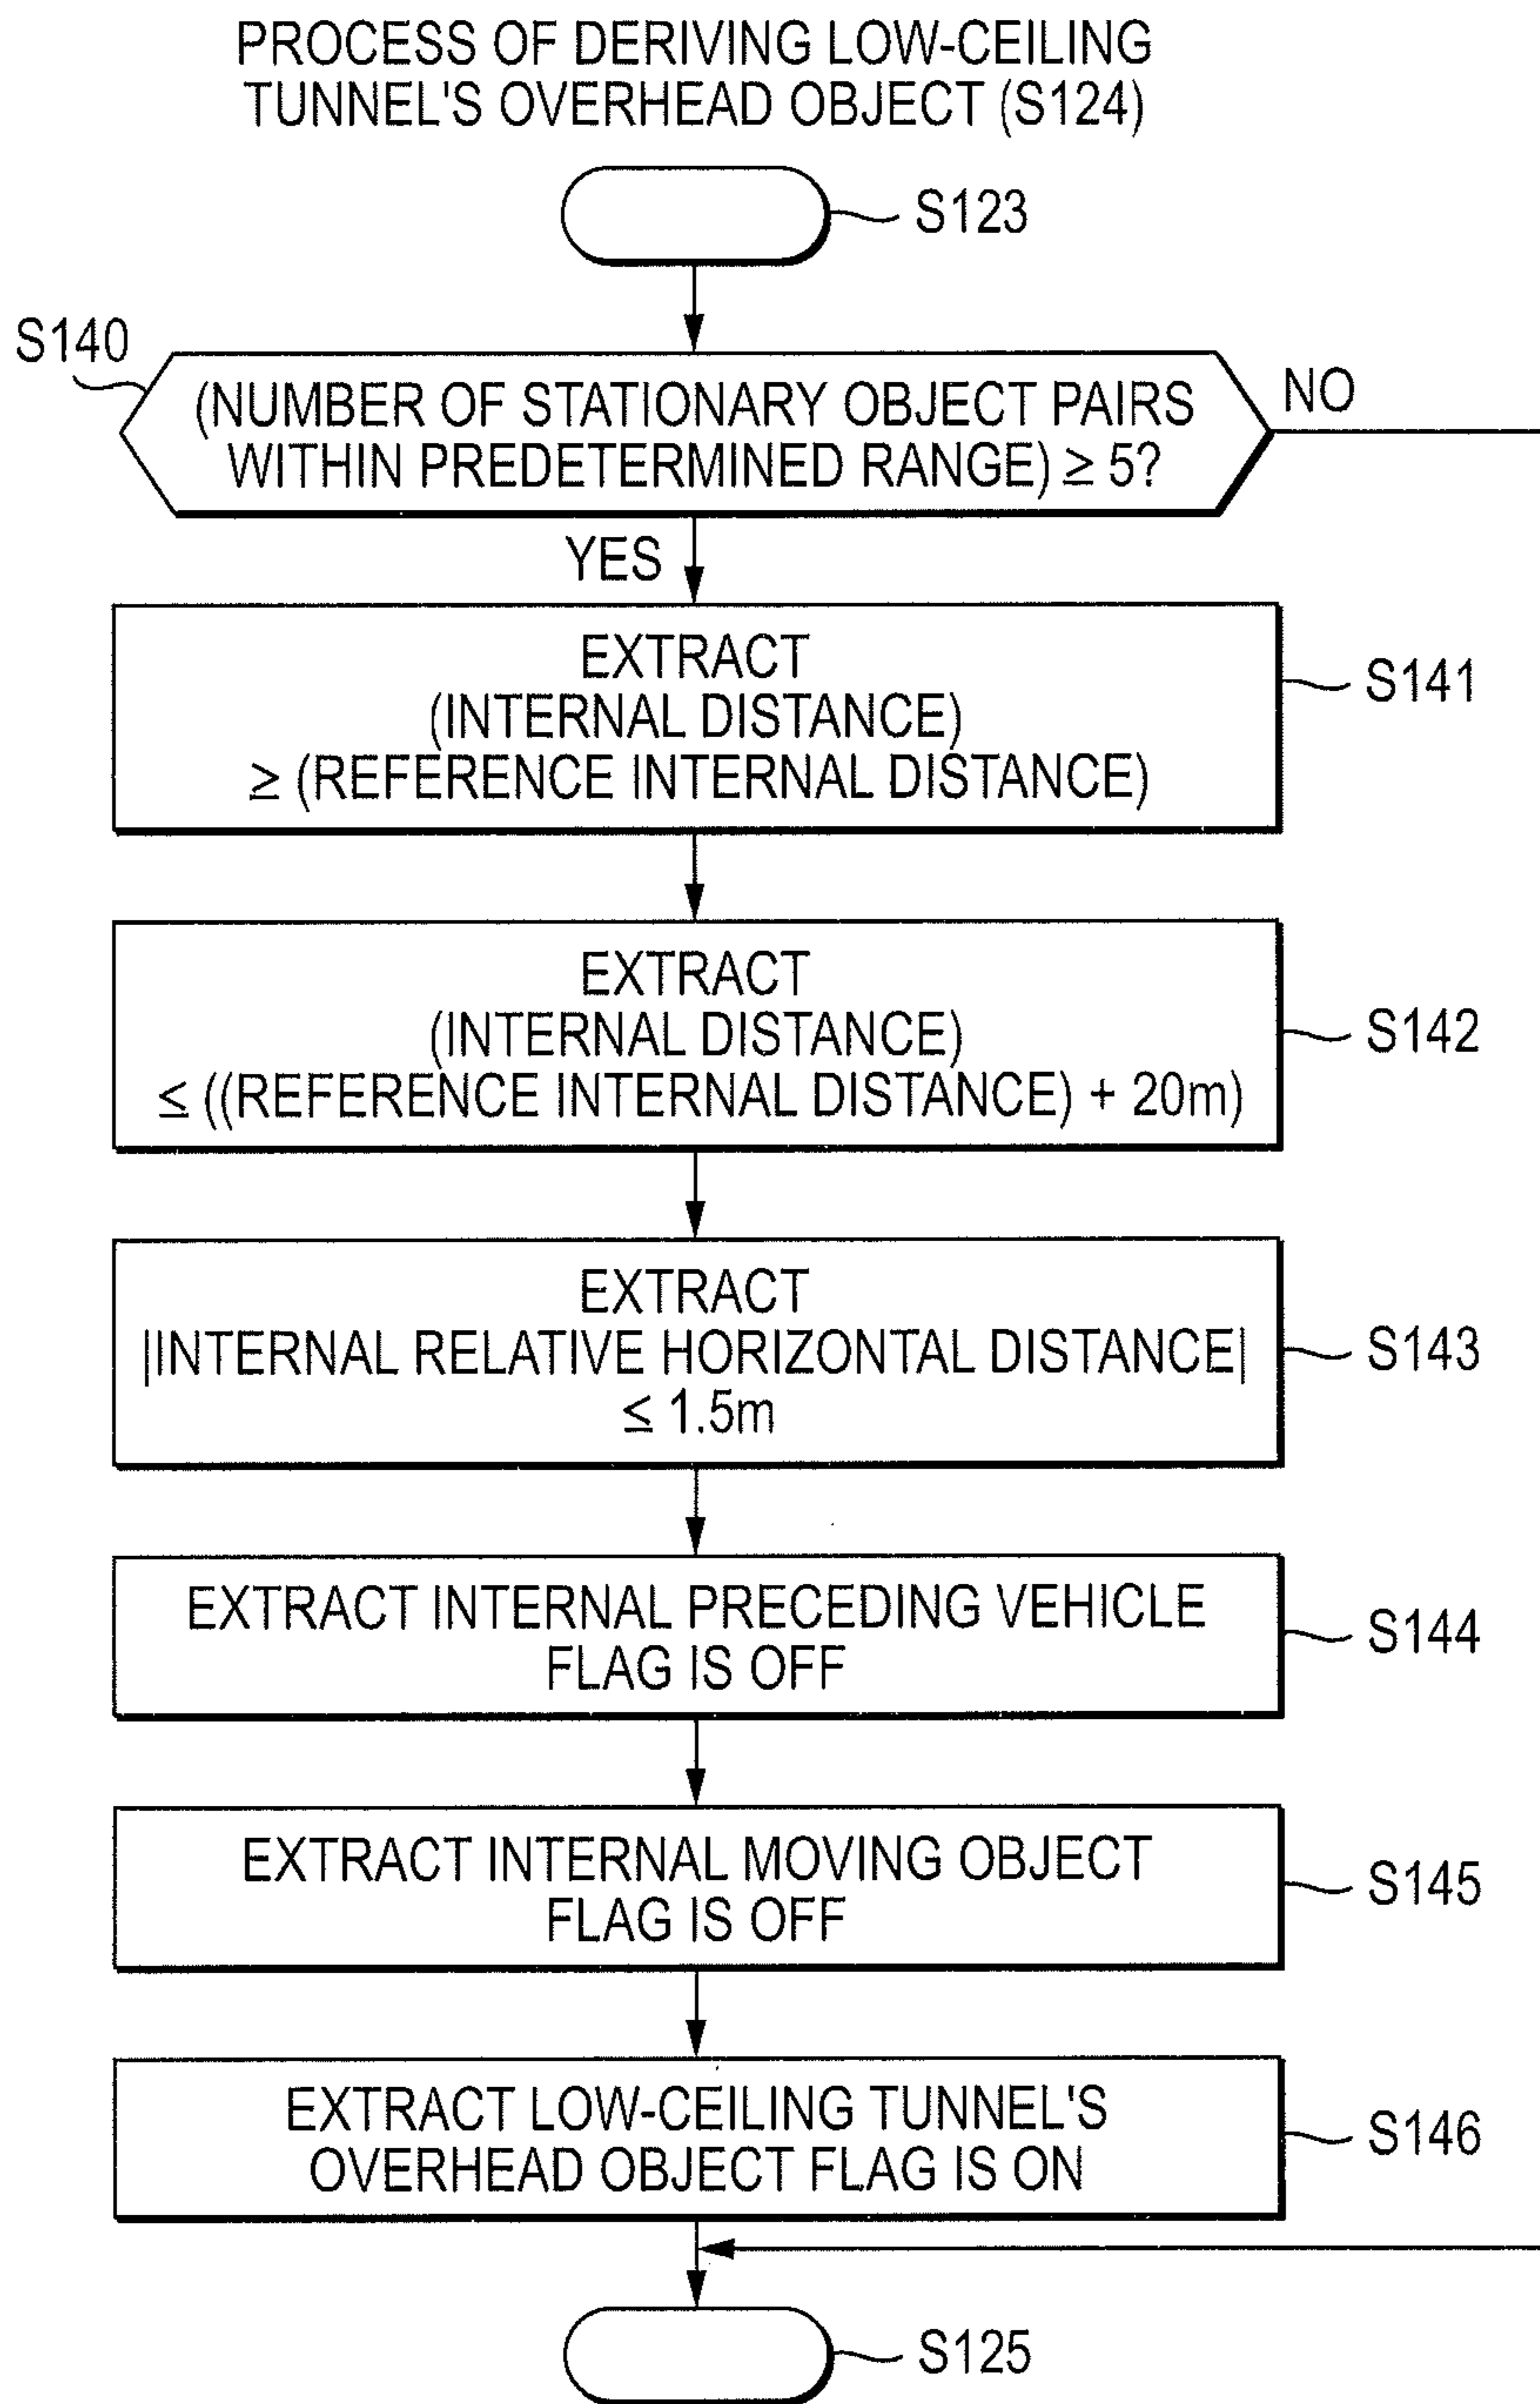 PROCESS OF DERIVING LOW-CEILING
TUNNEL'S OVERHEAD OBJECT (S124)
S123
S140
(NUMBER OF STATIONARY OBJECT PAIRS
WITHIN PREDETERMINED RANGE) ≥ 5?
NO
YES
EXTRACT
(INTERNAL DISTANCE)
≥ (REFERENCE INTERNAL DISTANCE)
S141
EXTRACT
(INTERNAL DISTANCE)
≤ ((REFERENCE INTERNAL DISTANCE) + 20m)
S142
EXTRACT
|INTERNAL RELATIVE HORIZONTAL DISTANCE|
≤ 1.5m
S143
EXTRACT INTERNAL PRECEDING VEHICLE
FLAG IS OFF
S144
EXTRACT INTERNAL MOVING OBJECT
FLAG IS OFF
S145
EXTRACT LOW-CEILING TUNNEL'S
OVERHEAD OBJECT FLAG IS ON
S146
S125